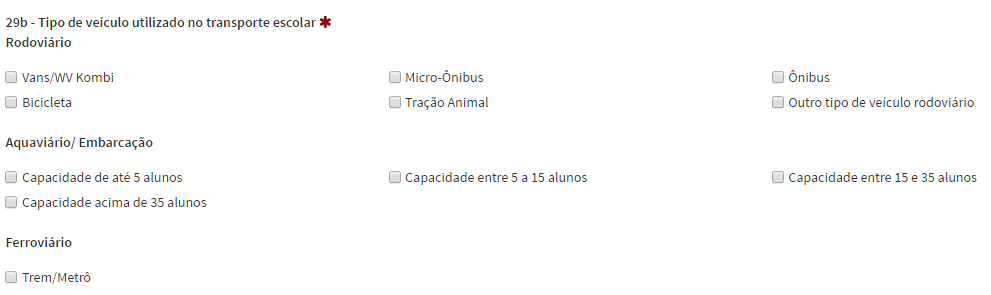 29b - Tipo de veículo utilizado no transporte escolar ✱
Rodoviário
Vans/WV Kombi Micro-Ônibus Ônibus
Bicicleta Tração Animal Outro tipo de veículo rodoviário
Aquaviário/ Embarcação
Capacidade de até 5 alunos Capacidade entre 5 a 15 alunos Capacidade entre 15 e 35 alunos
Capacidade acima de 35 alunos
Ferroviário
Trem/Metrô